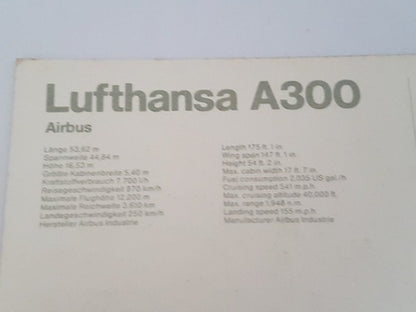 Lufthansa A300
Airbus
Länge 53,62 m
Spannweite 44,84 m
Höhe 16,53 m
Größte Kabinenbreite 5,40 m
Kraftstoffverbrauch 7.700 l/h
Reisegeschwindigkeit 870 km/h
Maximale Flughöhe 12.200 m
Maximale Reichweite 3.610 km
Landegeschwindigkeit 250 km/h
Hersteller Airbus Industrie
Length 175 ft. 1 in.
Wing span 147 ft. 1 in.
Height 54 ft. 2 in.
Max. cabin width 17 ft. 7 in.
Fuel consumption 2,035 US gal./h
Cruising speed 541 m.p.h.
Max. cruising altitude 40,000 ft.
Max. range 1,948 n.m.
Landing speed 155 m.p.h.
Manufacturer Airbus Industrie